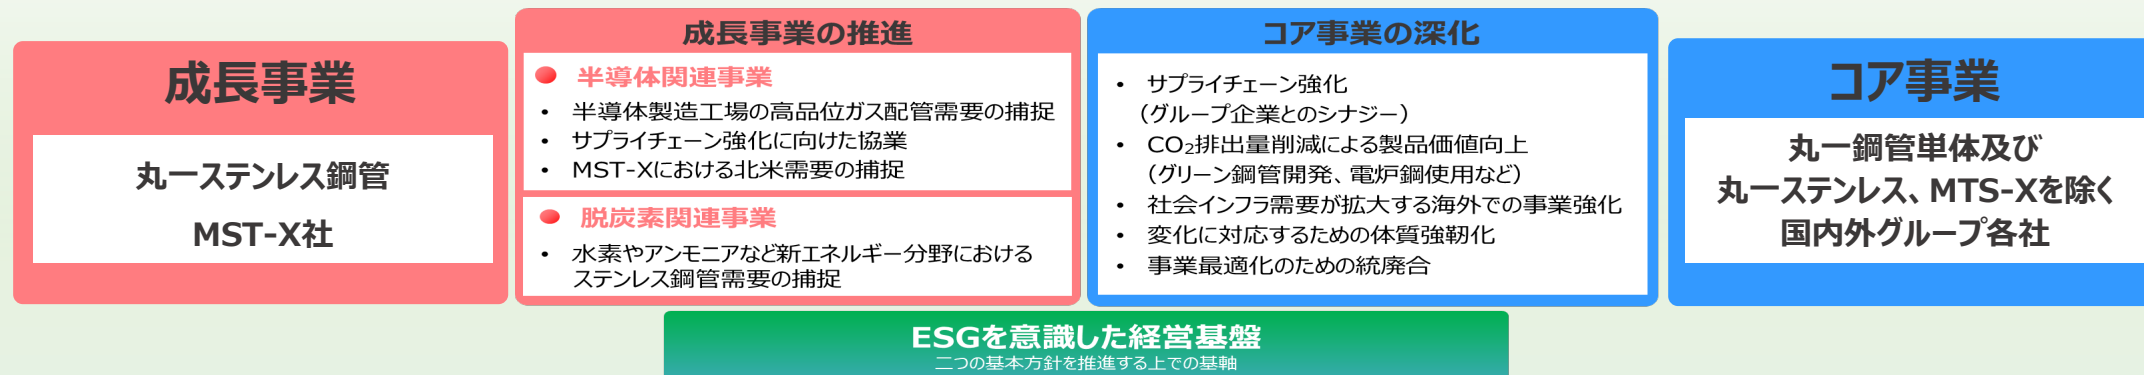 成長事業
丸一ステンレス鋼管
MST-X社
成長事業の推進
● 半導体関連事業
• 半導体製造工場の高品位ガス配管需要の捕捉
• サプライチェーン強化に向けた協業
• MST-Xにおける北米需要の捕捉
● 脱炭素関連事業
• 水素やアンモニアなど新エネルギー分野における
ステンレス鋼管需要の捕捉
コア事業の深化
• サプライチェーン強化
（グループ企業とのシナジー）
• CO₂排出量削減による製品価値向上
（グリーン鋼管開発、電炉鋼使用など）
• 社会インフラ需要が拡大する海外での事業強化
• 変化に対応するための体質強靭化
• 事業最適化のための統廃合
コア事業
丸一鋼管単体及び
丸一ステンレス、MTS-Xを除く
国内外グループ各社
ESGを意識した経営基盤
二つの基本方針を推進する上での基軸